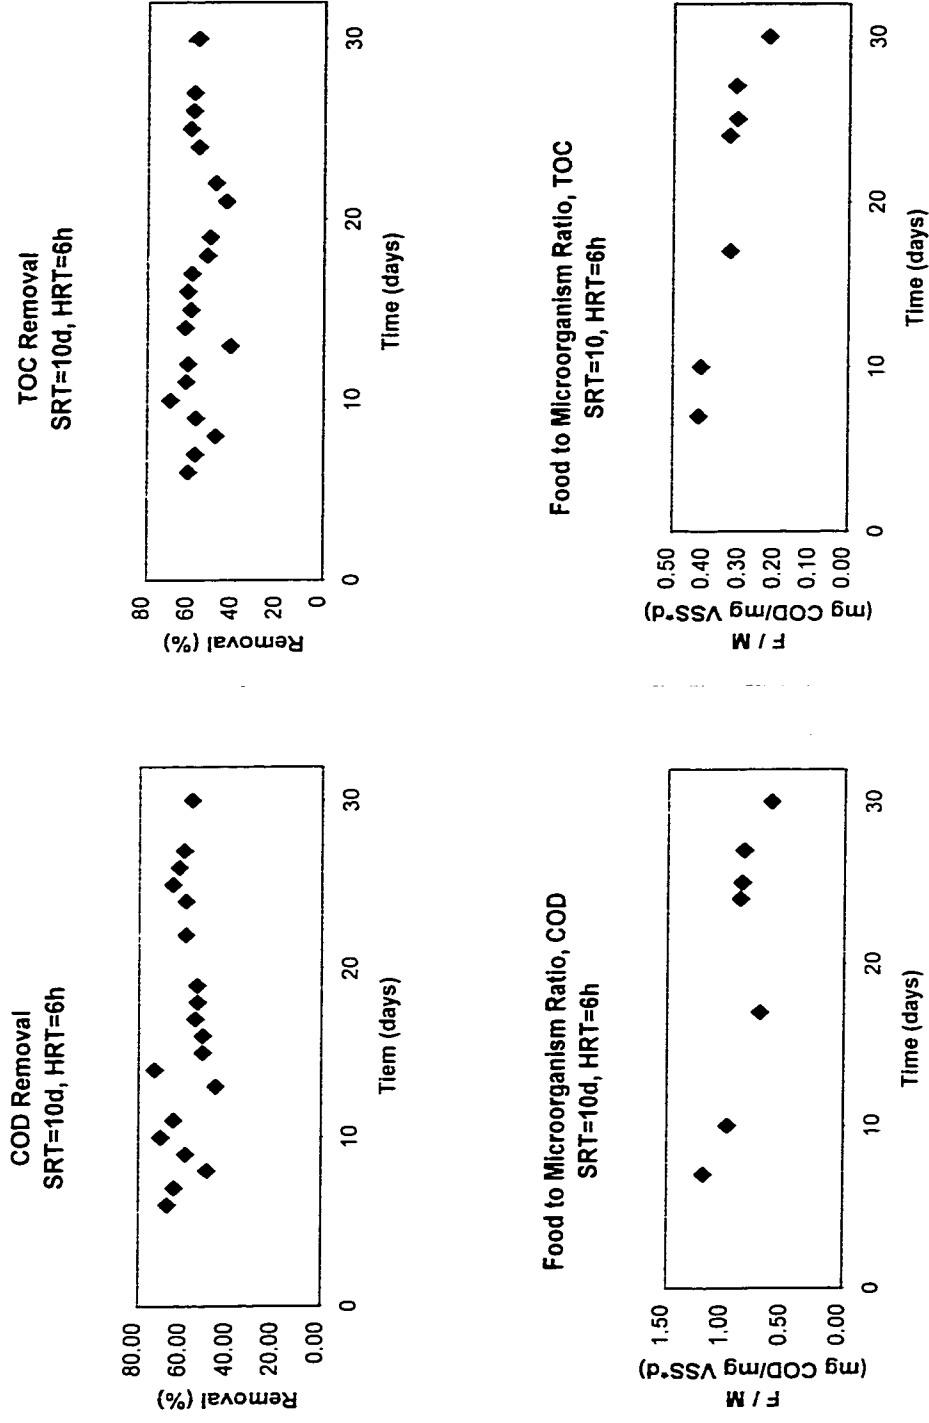 COD Removal
SRT=10d, HRT=6h
Removal (%)
80.00
60.00
40.00
20.00
0.00
0
10
20
30
Tiem (days)
TOC Removal
SRT=10d, HRT=6h
Removal (%)
80
60
40
20
0
0
10
20
30
Time (days)
Food to Microorganism Ratio, COD
SRT=10d, HRT=6h
F / M
(mg COD/mg VSS*d)
1.50
1.00
0.50
0.00
0
10
20
30
Time (days)
Food to Microorganism Ratio, TOC
SRT=10, HRT=6h
F / M
(mg COD/mg VSS*d)
0.50
0.40
0.30
0.20
0.10
0.00
0
10
20
30
Time (days)